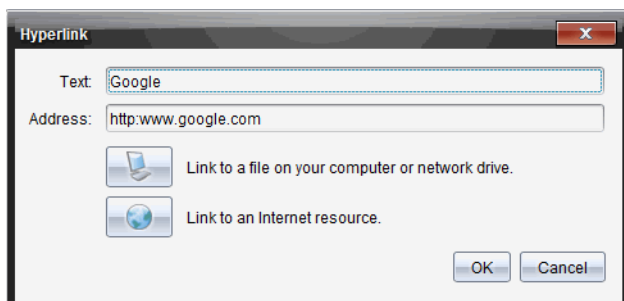 Hyperlink
Text: Google
Address: http:www.google.com
Link to a file on your computer or network drive.
Link to an Internet resource.
OK Cancel